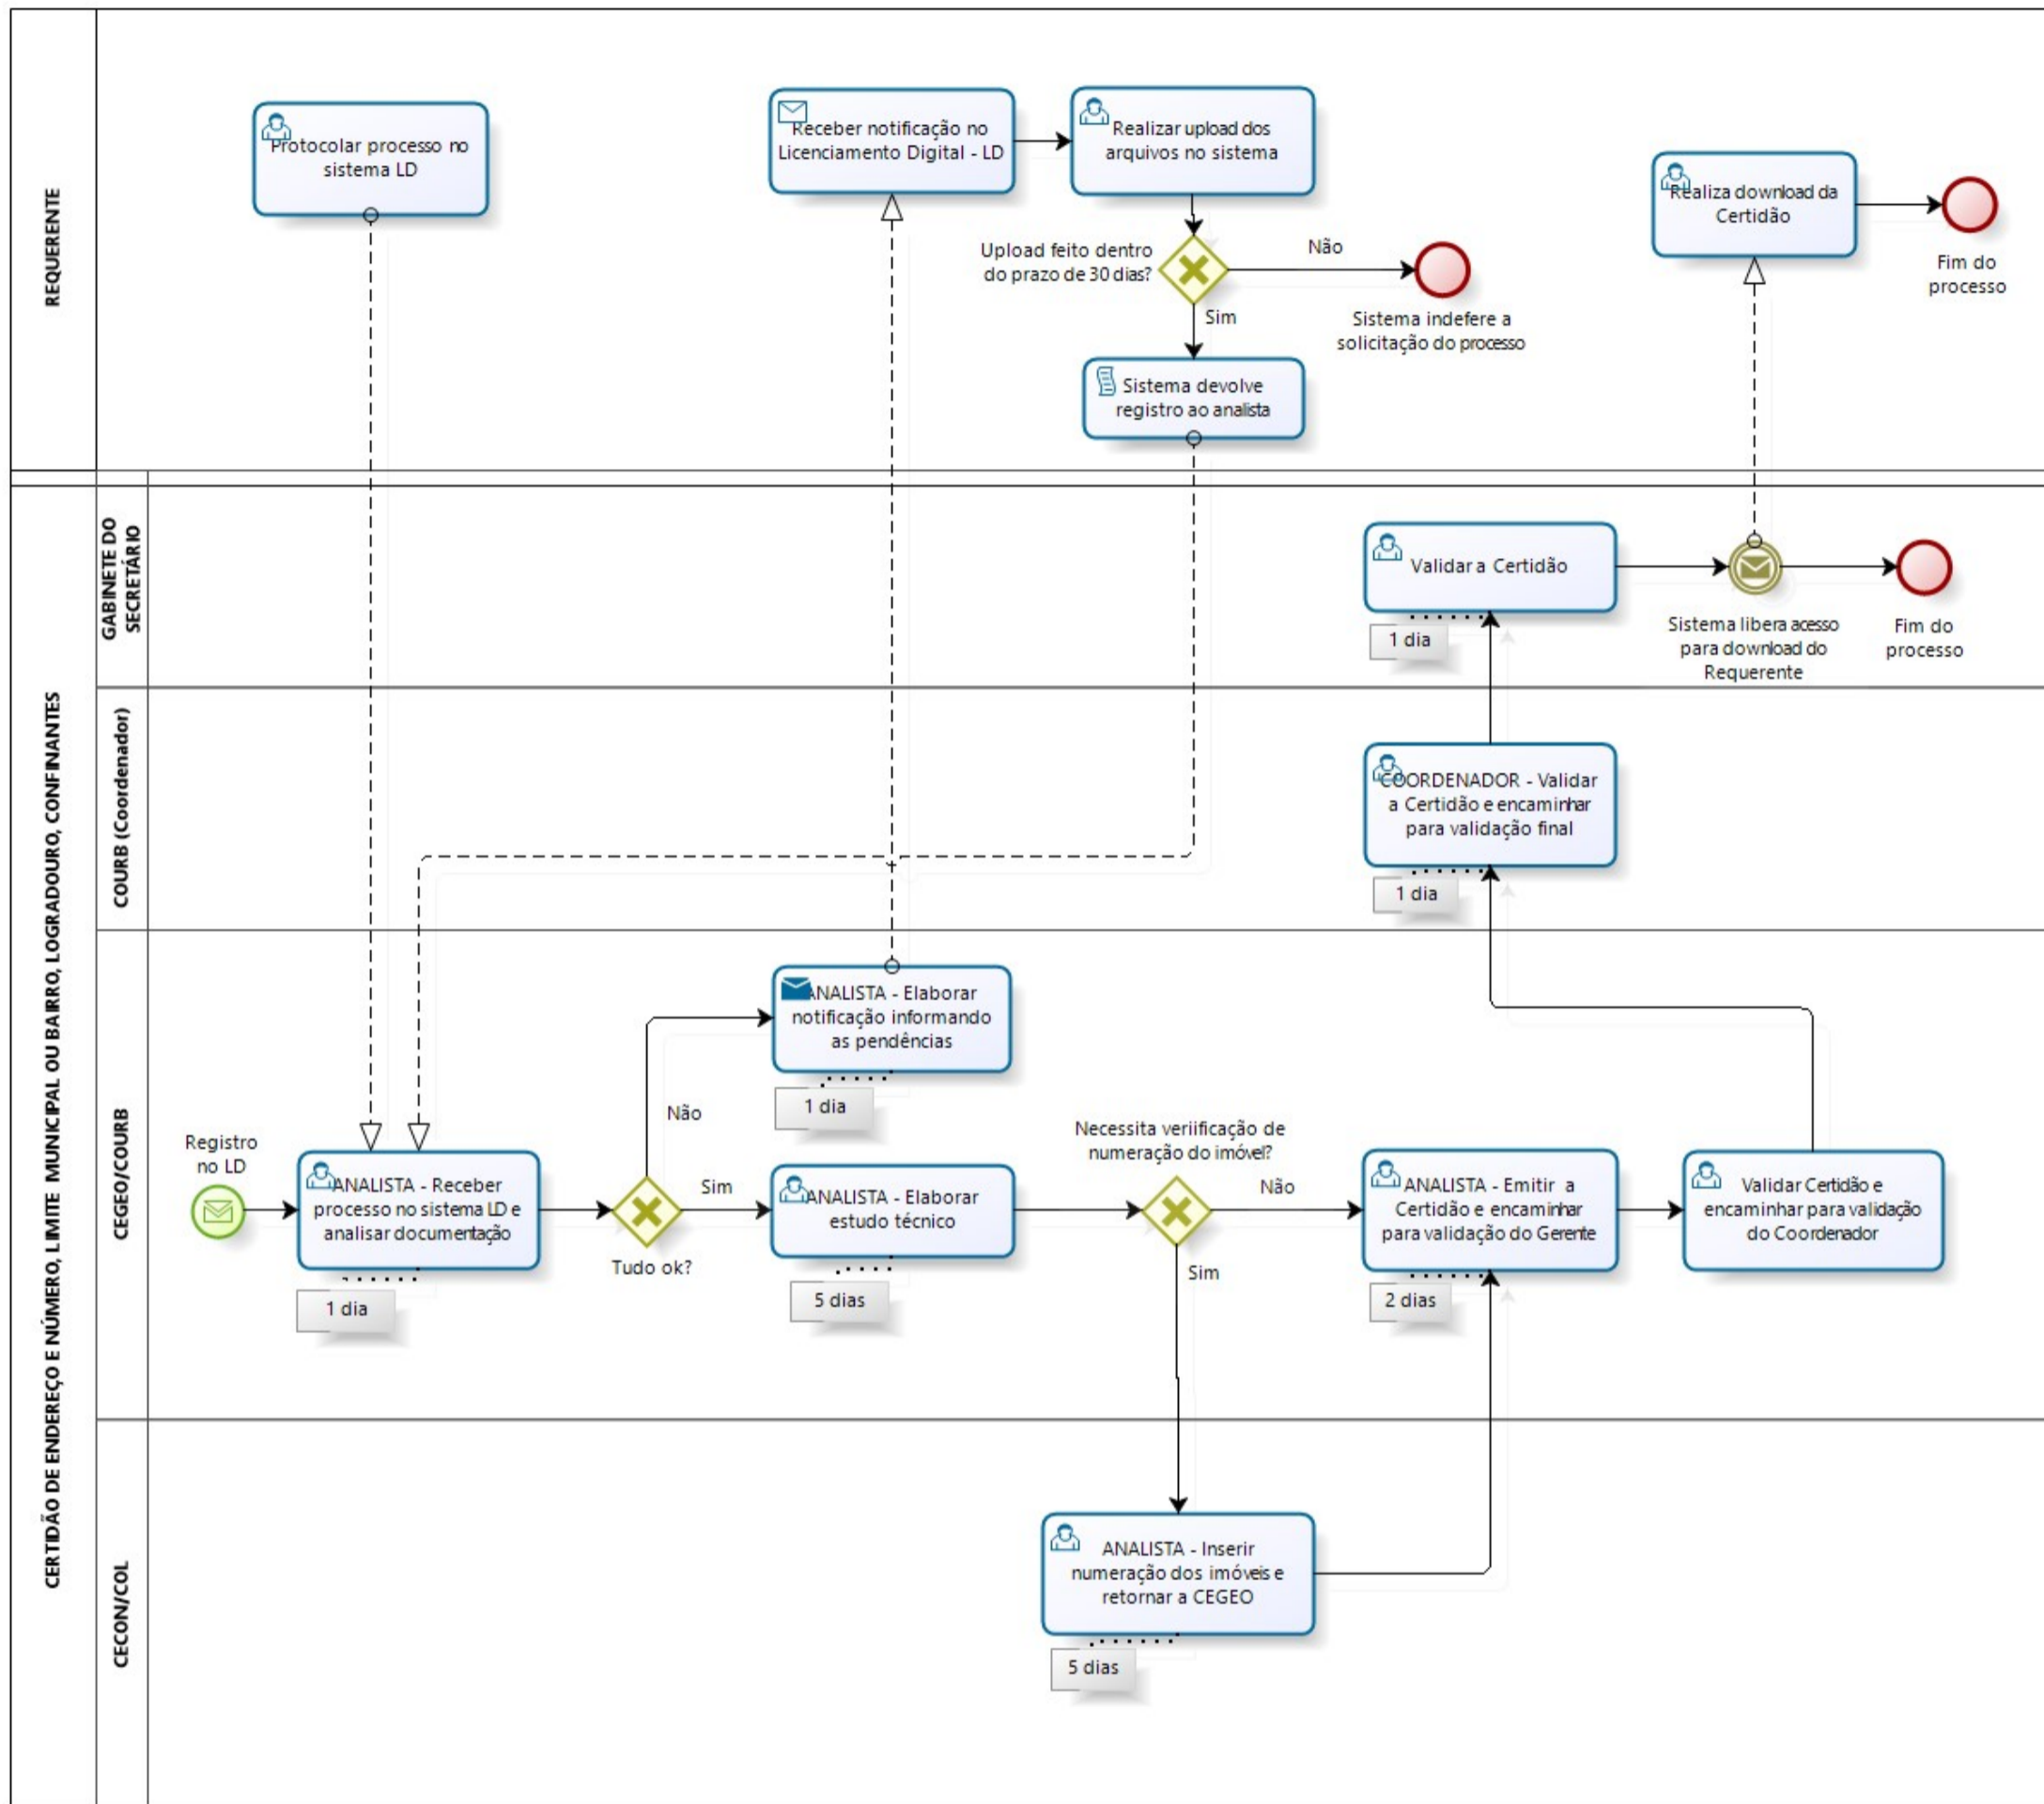 REQUERENTE
Protocolar processo no
sistema LD
Receber notificação no
Licenciamento Digital - LD
Realizar upload dos
arquivos no sistema
Upload feito dentro
do prazo de 30 dias?
Não
Sistema indefere a
solicitação do processo
Sim
Sistema devolve
registro ao analista
Realiza download da
Certidão
Fim do
processo
CERTIDÃO DE ENDEREÇO E NÚMERO, LIMITE MUNICIPAL OU BAIRRO, LOGRADOURO, CONFINANTES
GABINETE DO
SECRETÁRIO
Validar a Certidão
1 dia
Sistema libera acesso
para download do
Requerente
Fim do
processo
COURB (Coordenador)
COORDENADOR - Validar
a Certidão e encaminhar
para validação final
1 dia
CEGEO/COURB
Registro
no LD
ANALISTA - Receber
processo no sistema LD e
analisar documentação
1 dia
Tudo ok?
Não
ANALISTA - Elaborar
notificação informando
as pendências
1 dia
Sim
ANALISTA - Elaborar
estudo técnico
5 dias
Necessita veriificação de
numeração do imóvel?
Não
Sim
ANALISTA - Emitir a
Certidão e encaminhar
para validação do Gerente
2 dias
Validar Certidão e
encaminhar para validação
do Coordenador
CECON/COL
ANALISTA - Inserir
numeração dos imóveis e
retornar a CEGEO
5 dias